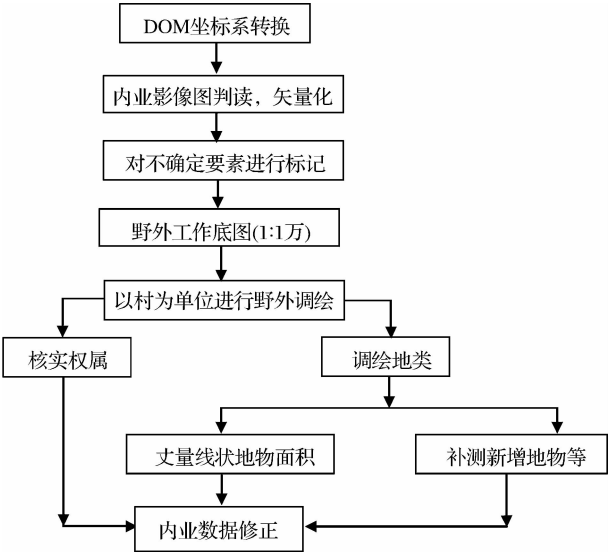 DOM坐标系转换
内业影像图判读，矢量化
对不确定要素进行标记
野外工作底图(1:1万)
以村为单位进行野外调绘
核实权属
调绘地类
丈量线状地物面积
补测新增地物等
内业数据修正